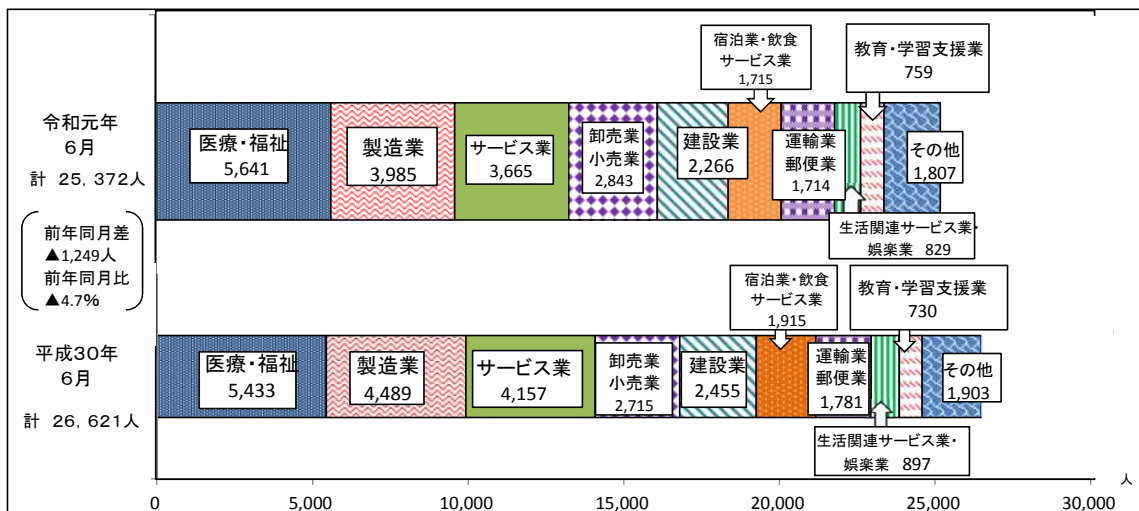 宿泊業・飲食
サービス業
1,715
教育・学習支援業
759
令和元年
6月
計 25,372人
医療・福祉
5,641
製造業
3,985
サービス業
3,665
卸売業
小売業
2,843
建設業
2,266
運輸業
郵便業
1,714
その他
1,807
生活関連サービス業・
娯楽業 829
前年同月差
▲1,249人
前年同月比
▲4.7%
宿泊業・飲食
サービス業
1,915
教育・学習支援業
730
平成30年
6月
計 26,621人
医療・福祉
5,433
製造業
4,489
サービス業
4,157
卸売業
小売業
2,715
建設業
2,455
運輸業
郵便業
1,781
その他
1,903
生活関連サービス業・
娯楽業 897
0 5,000 10,000 15,000 20,000 25,000 30,000
人